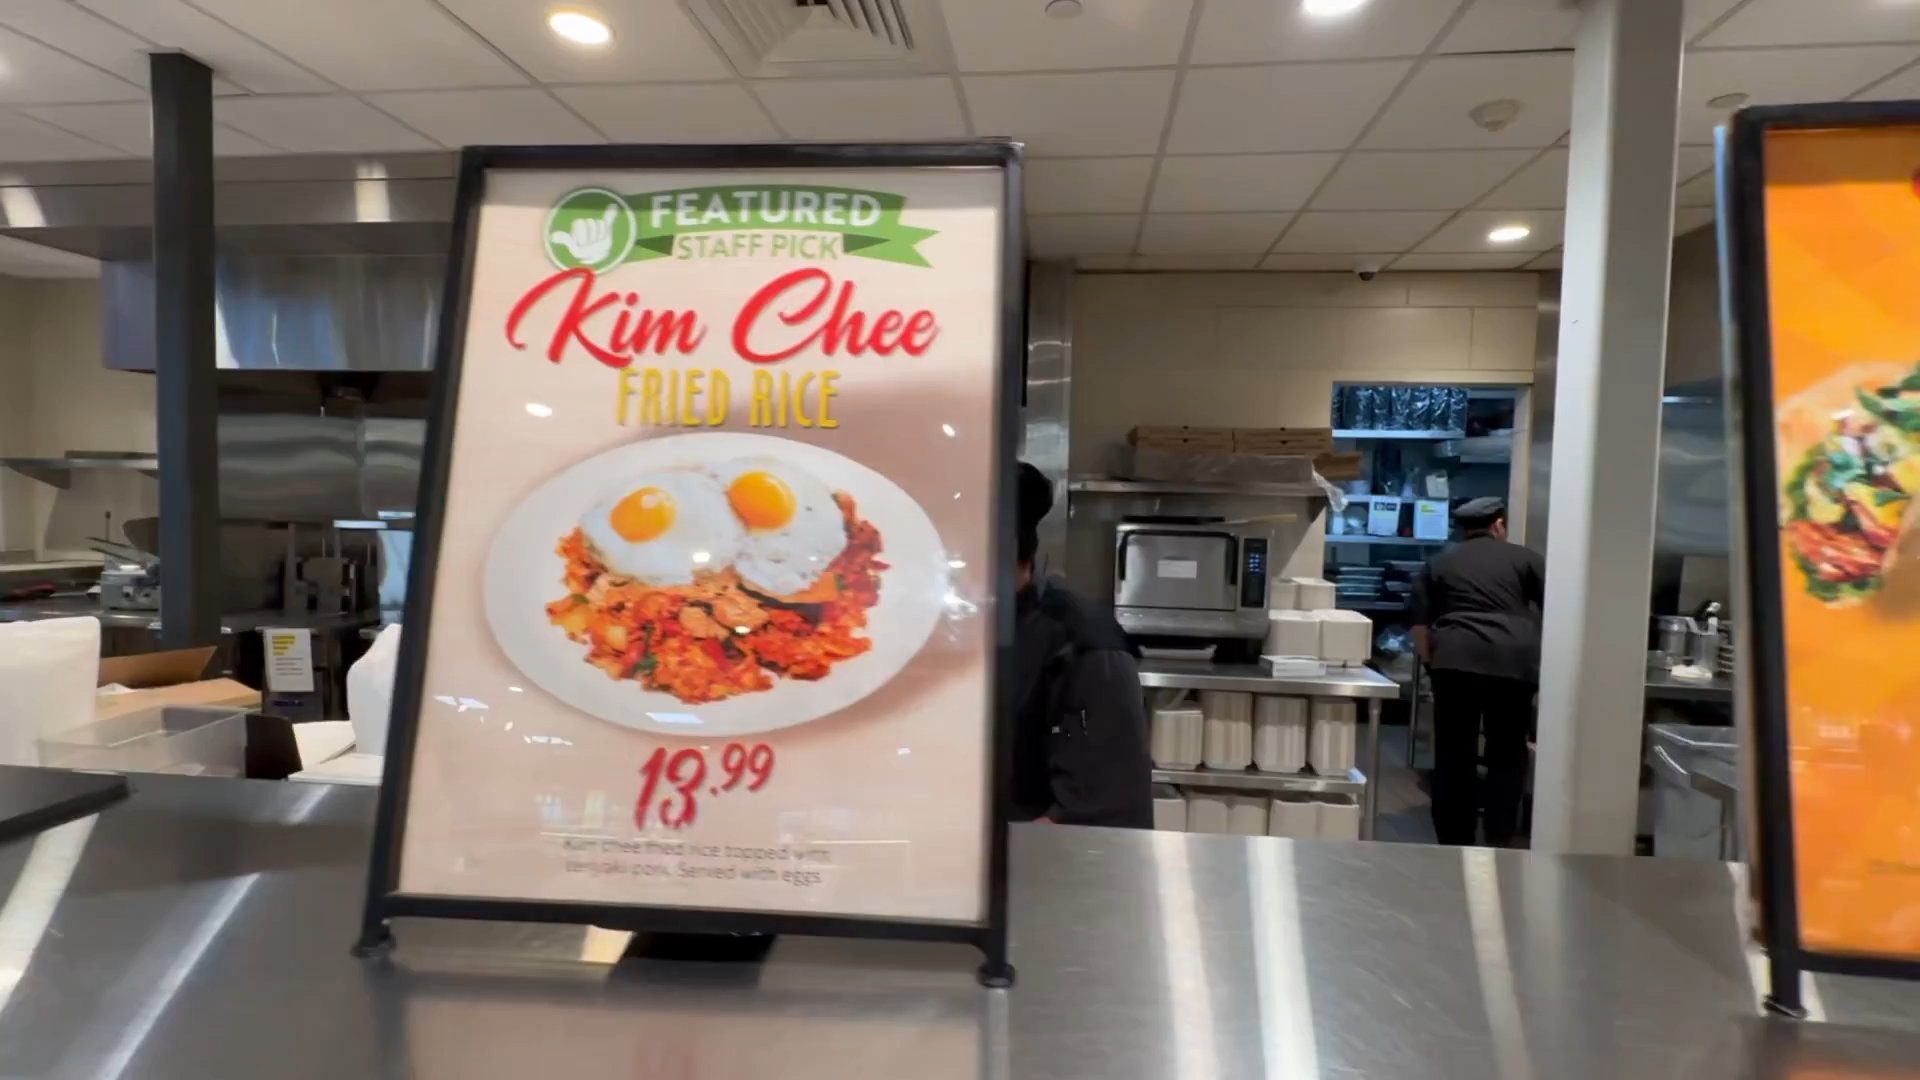 FEATURED
STAFF PICK
Kim Chee
FRIED RICE
13.99
Kim chee fried rice topped with
teriyaki pork. Served with eggs.